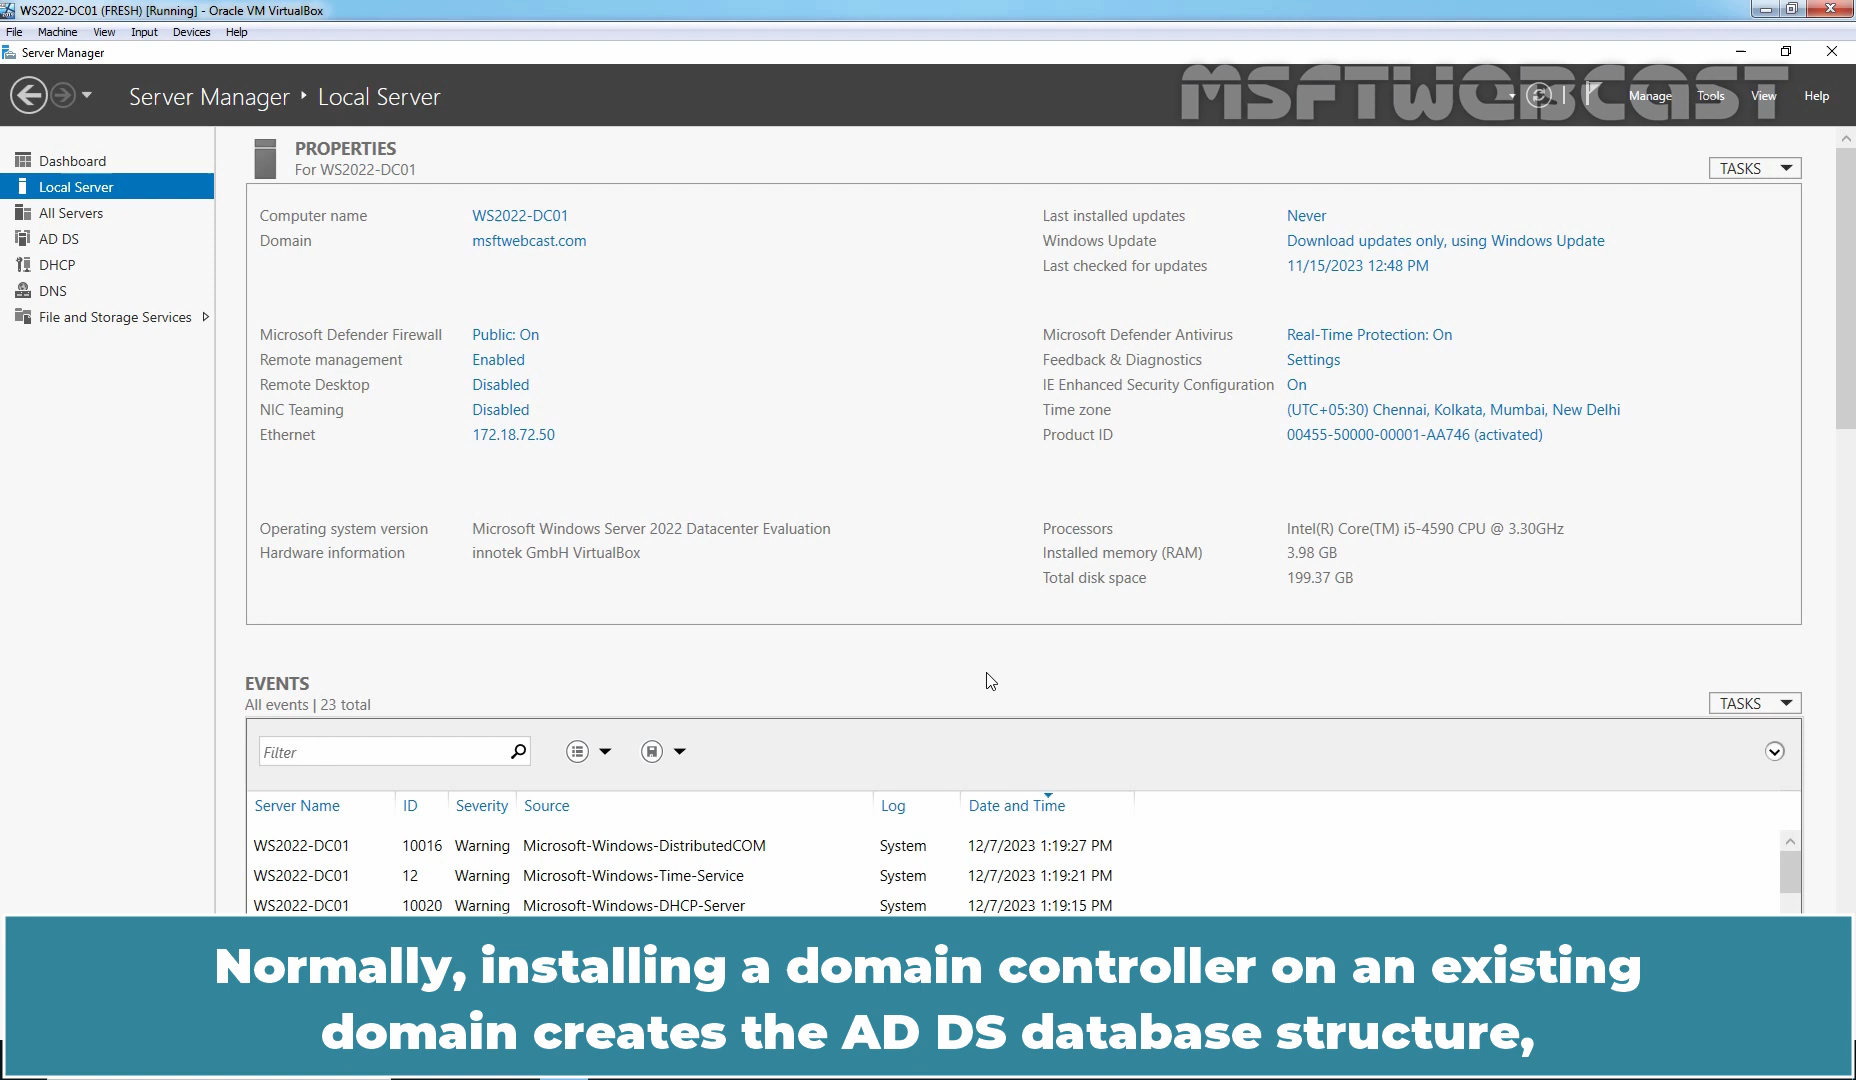 WS2022-DC01 (FRESH) [Running] - Oracle VM VirtualBox
File Machine View Input Devices Help
Server Manager
Server Manager ‣ Local Server
MSFTWEBCAST
Manage Tools View Help
Dashboard
Local Server
All Servers
AD DS
DHCP
DNS
File and Storage Services
PROPERTIES
For WS2022-DC01
TASKS
Computer name WS2022-DC01 Last installed updates Never
Domain msftwebcast.com Windows Update Download updates only, using Windows Update
Last checked for updates 11/15/2023 12:48 PM
Microsoft Defender Firewall Public: On Microsoft Defender Antivirus Real-Time Protection: On
Remote management Enabled Feedback & Diagnostics Settings
Remote Desktop Disabled IE Enhanced Security Configuration On
NIC Teaming Disabled Time zone (UTC+05:30) Chennai, Kolkata, Mumbai, New Delhi
Ethernet 172.18.72.50 Product ID 00455-50000-00001-AA746 (activated)
Operating system version Microsoft Windows Server 2022 Datacenter Evaluation Processors Intel(R) Core(TM) i5-4590 CPU @ 3.30GHz
Hardware information innotek GmbH VirtualBox Installed memory (RAM) 3.98 GB
Total disk space 199.37 GB
EVENTS
All events | 23 total
TASKS
Filter
Server Name ID Severity Source Log Date and Time
WS2022-DC01 10016 Warning Microsoft-Windows-DistributedCOM System 12/7/2023 1:19:27 PM
WS2022-DC01 12 Warning Microsoft-Windows-Time-Service System 12/7/2023 1:19:21 PM
WS2022-DC01 10020 Warning Microsoft-Windows-DHCP-Server System 12/7/2023 1:19:15 PM
Normally, installing a domain controller on an existing
domain creates the AD DS database structure,